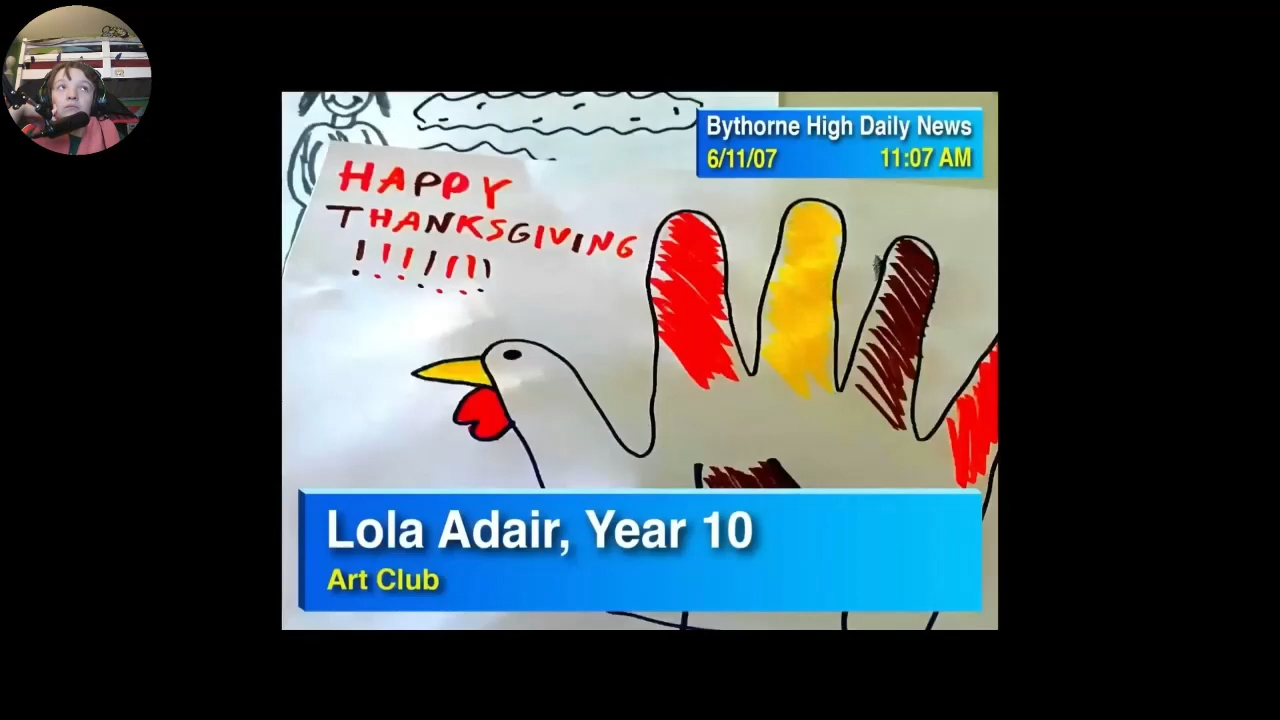 Bythorne High Daily News
6/11/07 11:07 AM
HAPPY
THANKSGIVING
!!!!!!!!
Lola Adair, Year 10
Art Club